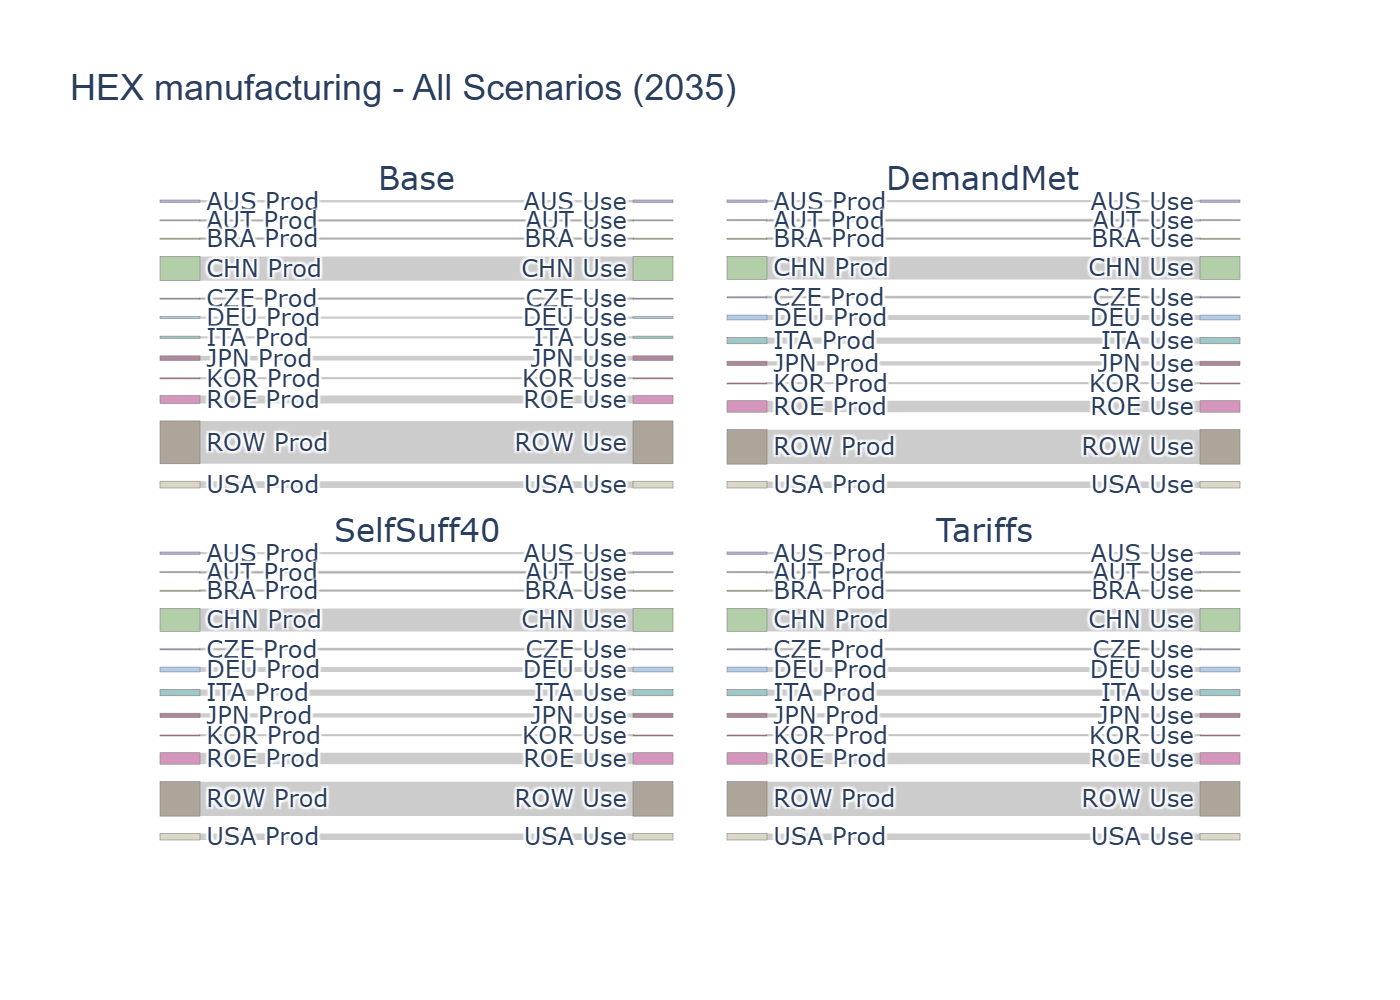 HEX manufacturing - All Scenarios (2035)
Base
AUS Prod AUS Use
AUT Prod AUT Use
BRA Prod BRA Use
CHN Prod CHN Use
CZE Prod CZE Use
DEU Prod DEU Use
ITA Prod ITA Use
JPN Prod JPN Use
KOR Prod KOR Use
ROE Prod ROE Use
ROW Prod ROW Use
USA Prod USA Use
DemandMet
AUS Prod AUS Use
AUT Prod AUT Use
BRA Prod BRA Use
CHN Prod CHN Use
CZE Prod CZE Use
DEU Prod DEU Use
ITA Prod ITA Use
JPN Prod JPN Use
KOR Prod KOR Use
ROE Prod ROE Use
ROW Prod ROW Use
USA Prod USA Use
SelfSuff40
AUS Prod AUS Use
AUT Prod AUT Use
BRA Prod BRA Use
CHN Prod CHN Use
CZE Prod CZE Use
DEU Prod DEU Use
ITA Prod ITA Use
JPN Prod JPN Use
KOR Prod KOR Use
ROE Prod ROE Use
ROW Prod ROW Use
USA Prod USA Use
Tariffs
AUS Prod AUS Use
AUT Prod AUT Use
BRA Prod BRA Use
CHN Prod CHN Use
CZE Prod CZE Use
DEU Prod DEU Use
ITA Prod ITA Use
JPN Prod JPN Use
KOR Prod KOR Use
ROE Prod ROE Use
ROW Prod ROW Use
USA Prod USA Use